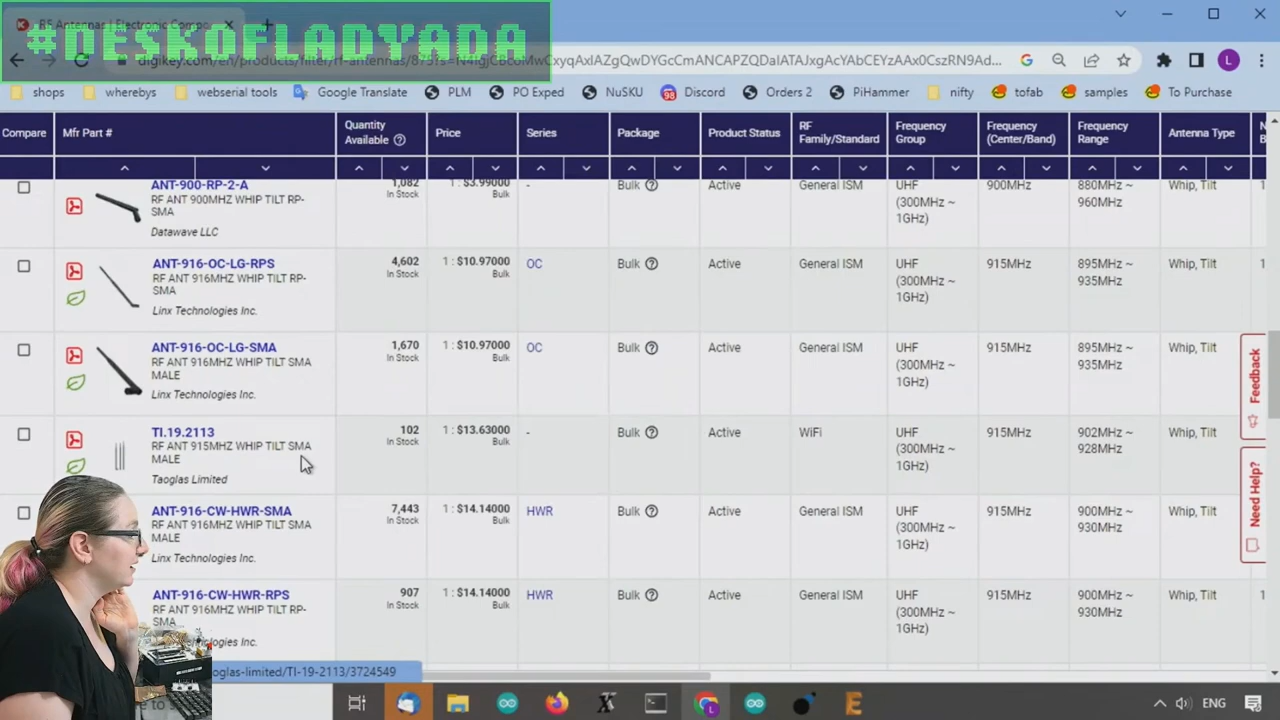 RF Antennas | Electronic Compo
#DESKOFLADYADA
shops
whereby
webserial tools
Google Translate
PLM
PO Exped
NuSKU
Discord
Orders 2
PiHammer
nifty
tofab
samples
To Purchase
Compare
Mfr Part #
Quantity
Available
Price
Series
Package
Product Status
RF
Family/Standard
Frequency
Group
Frequency
(Center/Band)
Frequency
Range
Antenna Type
ANT-900-RP-2-A
RF ANT 900MHZ WHIP TILT RP-
SMA
Datawave LLC
1,082
In Stock
1 : $3.99000
Bulk
-
Bulk
Active
General ISM
UHF
(300MHz ~
1GHz)
900MHz
880MHz ~
960MHz
Whip, Tilt
ANT-916-OC-LG-RPS
RF ANT 916MHZ WHIP TILT RP-
SMA
Linx Technologies Inc.
4,602
In Stock
1 : $10.97000
Bulk
OC
Bulk
Active
General ISM
UHF
(300MHz ~
1GHz)
915MHz
895MHz ~
935MHz
Whip, Tilt
ANT-916-OC-LG-SMA
RF ANT 916MHZ WHIP TILT SMA
MALE
Linx Technologies Inc.
1,670
In Stock
1 : $10.97000
Bulk
OC
Bulk
Active
General ISM
UHF
(300MHz ~
1GHz)
915MHz
895MHz ~
935MHz
Whip, Tilt
TI.19.2113
RF ANT 915MHZ WHIP TILT SMA
MALE
Taoglas Limited
102
In Stock
1 : $13.63000
Bulk
-
Bulk
Active
WiFi
UHF
(300MHz ~
1GHz)
915MHz
902MHz ~
928MHz
Whip, Tilt
ANT-916-CW-HWR-SMA
RF ANT 916MHZ WHIP TILT SMA
MALE
Linx Technologies Inc.
7,443
In Stock
1 : $14.14000
Bulk
HWR
Bulk
Active
General ISM
UHF
(300MHz ~
1GHz)
915MHz
900MHz ~
930MHz
Whip, Tilt
ANT-916-CW-HWR-RPS
RF ANT 916MHZ WHIP TILT RP-
SMA
907
In Stock
1 : $14.14000
Bulk
HWR
Bulk
Active
General ISM
UHF
(300MHz ~
1GHz)
915MHz
900MHz ~
930MHz
Whip, Tilt
Feedback
Need Help?
aoglas-limited/TI-19-2113/3724549
ENG